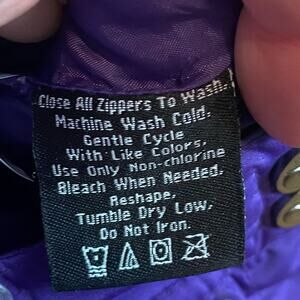 Close All Zippers To Wash.
Machine Wash Cold.
Gentle Cycle
With Like Colors,
Use Only Non-chlorine
Bleach When Needed,
Reshape,
Tumble Dry Low,
Do Not Iron.